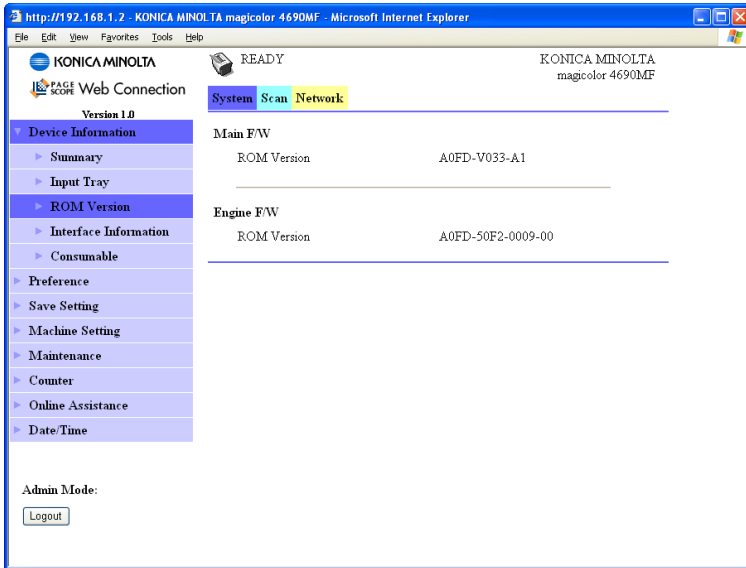 http://192.168.1.2 - KONICA MINOLTA magicolor 4690MF - Microsoft Internet Explorer
File Edit View Favorites Tools Help
KONICA MINOLTA
PAGE SCOPE Web Connection
Version 1.0
READY
KONICA MINOLTA
magicolor 4690MF
System Scan Network
Device Information
Summary
Input Tray
ROM Version
Interface Information
Consumable
Preference
Save Setting
Machine Setting
Maintenance
Counter
Online Assistance
Date/Time
Admin Mode:
Logout
Main F/W
ROM Version A0FD-V033-A1
Engine F/W
ROM Version A0FD-50F2-0009-00